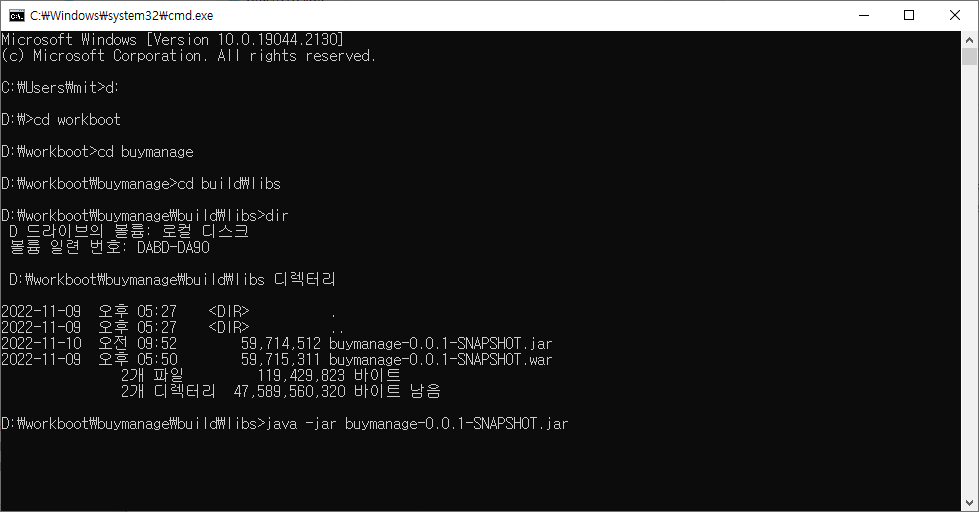 C:₩Windows₩system32₩cmd.exe
Microsoft Windows [Version 10.0.19044.2130]
(c) Microsoft Corporation. All rights reserved.
C:₩Users₩mit>d:
D:₩>cd workboot
D:₩workboot>cd buymanage
D:₩workboot₩buymanage>cd build₩libs
D:₩workboot₩buymanage₩build₩libs>dir
D 드라이브의 볼륨: 로컬 디스크
볼륨 일련 번호: DABD-DA90
D:₩workboot₩buymanage₩build₩libs 디렉터리
2022-11-09 오후 05:27 <DIR> .
2022-11-09 오후 05:27 <DIR> ..
2022-11-10 오전 09:52 59,714,512 buymanage-0.0.1-SNAPSHOT.jar
2022-11-09 오후 05:50 59,715,311 buymanage-0.0.1-SNAPSHOT.war
2개 파일 119,429,823 바이트
2개 디렉터리 47,589,560,320 바이트 남음
D:₩workboot₩buymanage₩build₩libs>java -jar buymanage-0.0.1-SNAPSHOT.jar